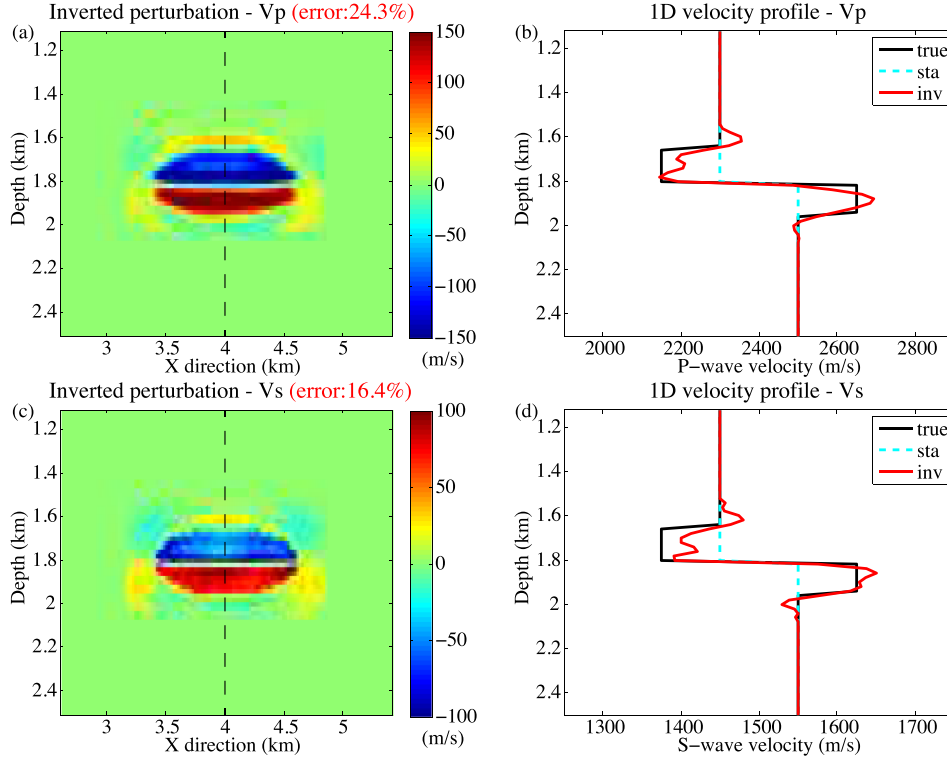 Inverted perturbation - Vp (error:24.3%)
(a)
1.2
1.4
1.6
1.8
2
2.2
2.4
Depth (km)
3
3.5
4
4.5
5
X direction (km)
150
100
50
0
−50
−100
−150
(m/s)
1D velocity profile - Vp
(b)
true
sta
inv
1.2
1.4
1.6
1.8
2
2.2
2.4
Depth (km)
2000
2200
2400
2600
2800
P−wave velocity (m/s)
Inverted perturbation - Vs (error:16.4%)
(c)
1.2
1.4
1.6
1.8
2
2.2
2.4
Depth (km)
3
3.5
4
4.5
5
X direction (km)
100
50
0
−50
−100
(m/s)
1D velocity profile - Vs
(d)
true
sta
inv
1.2
1.4
1.6
1.8
2
2.2
2.4
Depth (km)
1300
1400
1500
1600
1700
S−wave velocity (m/s)